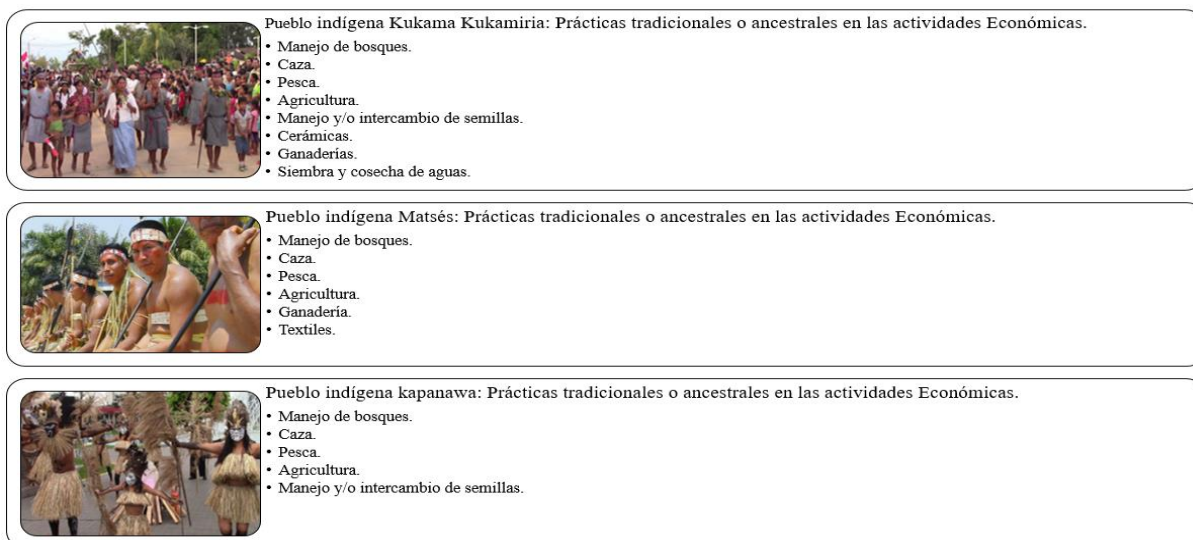 Pueblo indígena Kukama Kukamiria: Prácticas tradicionales o ancestrales en las actividades Económicas.
• Manejo de bosques.
• Caza.
• Pesca.
• Agricultura.
• Manejo y/o intercambio de semillas.
• Cerámicas.
• Ganaderías.
• Siembra y cosecha de aguas.
Pueblo indígena Matsés: Prácticas tradicionales o ancestrales en las actividades Económicas.
• Manejo de bosques.
• Caza.
• Pesca.
• Agricultura.
• Ganadería.
• Textiles.
Pueblo indígena kapanawa: Prácticas tradicionales o ancestrales en las actividades Económicas.
• Manejo de bosques.
• Caza.
• Pesca.
• Agricultura.
• Manejo y/o intercambio de semillas.